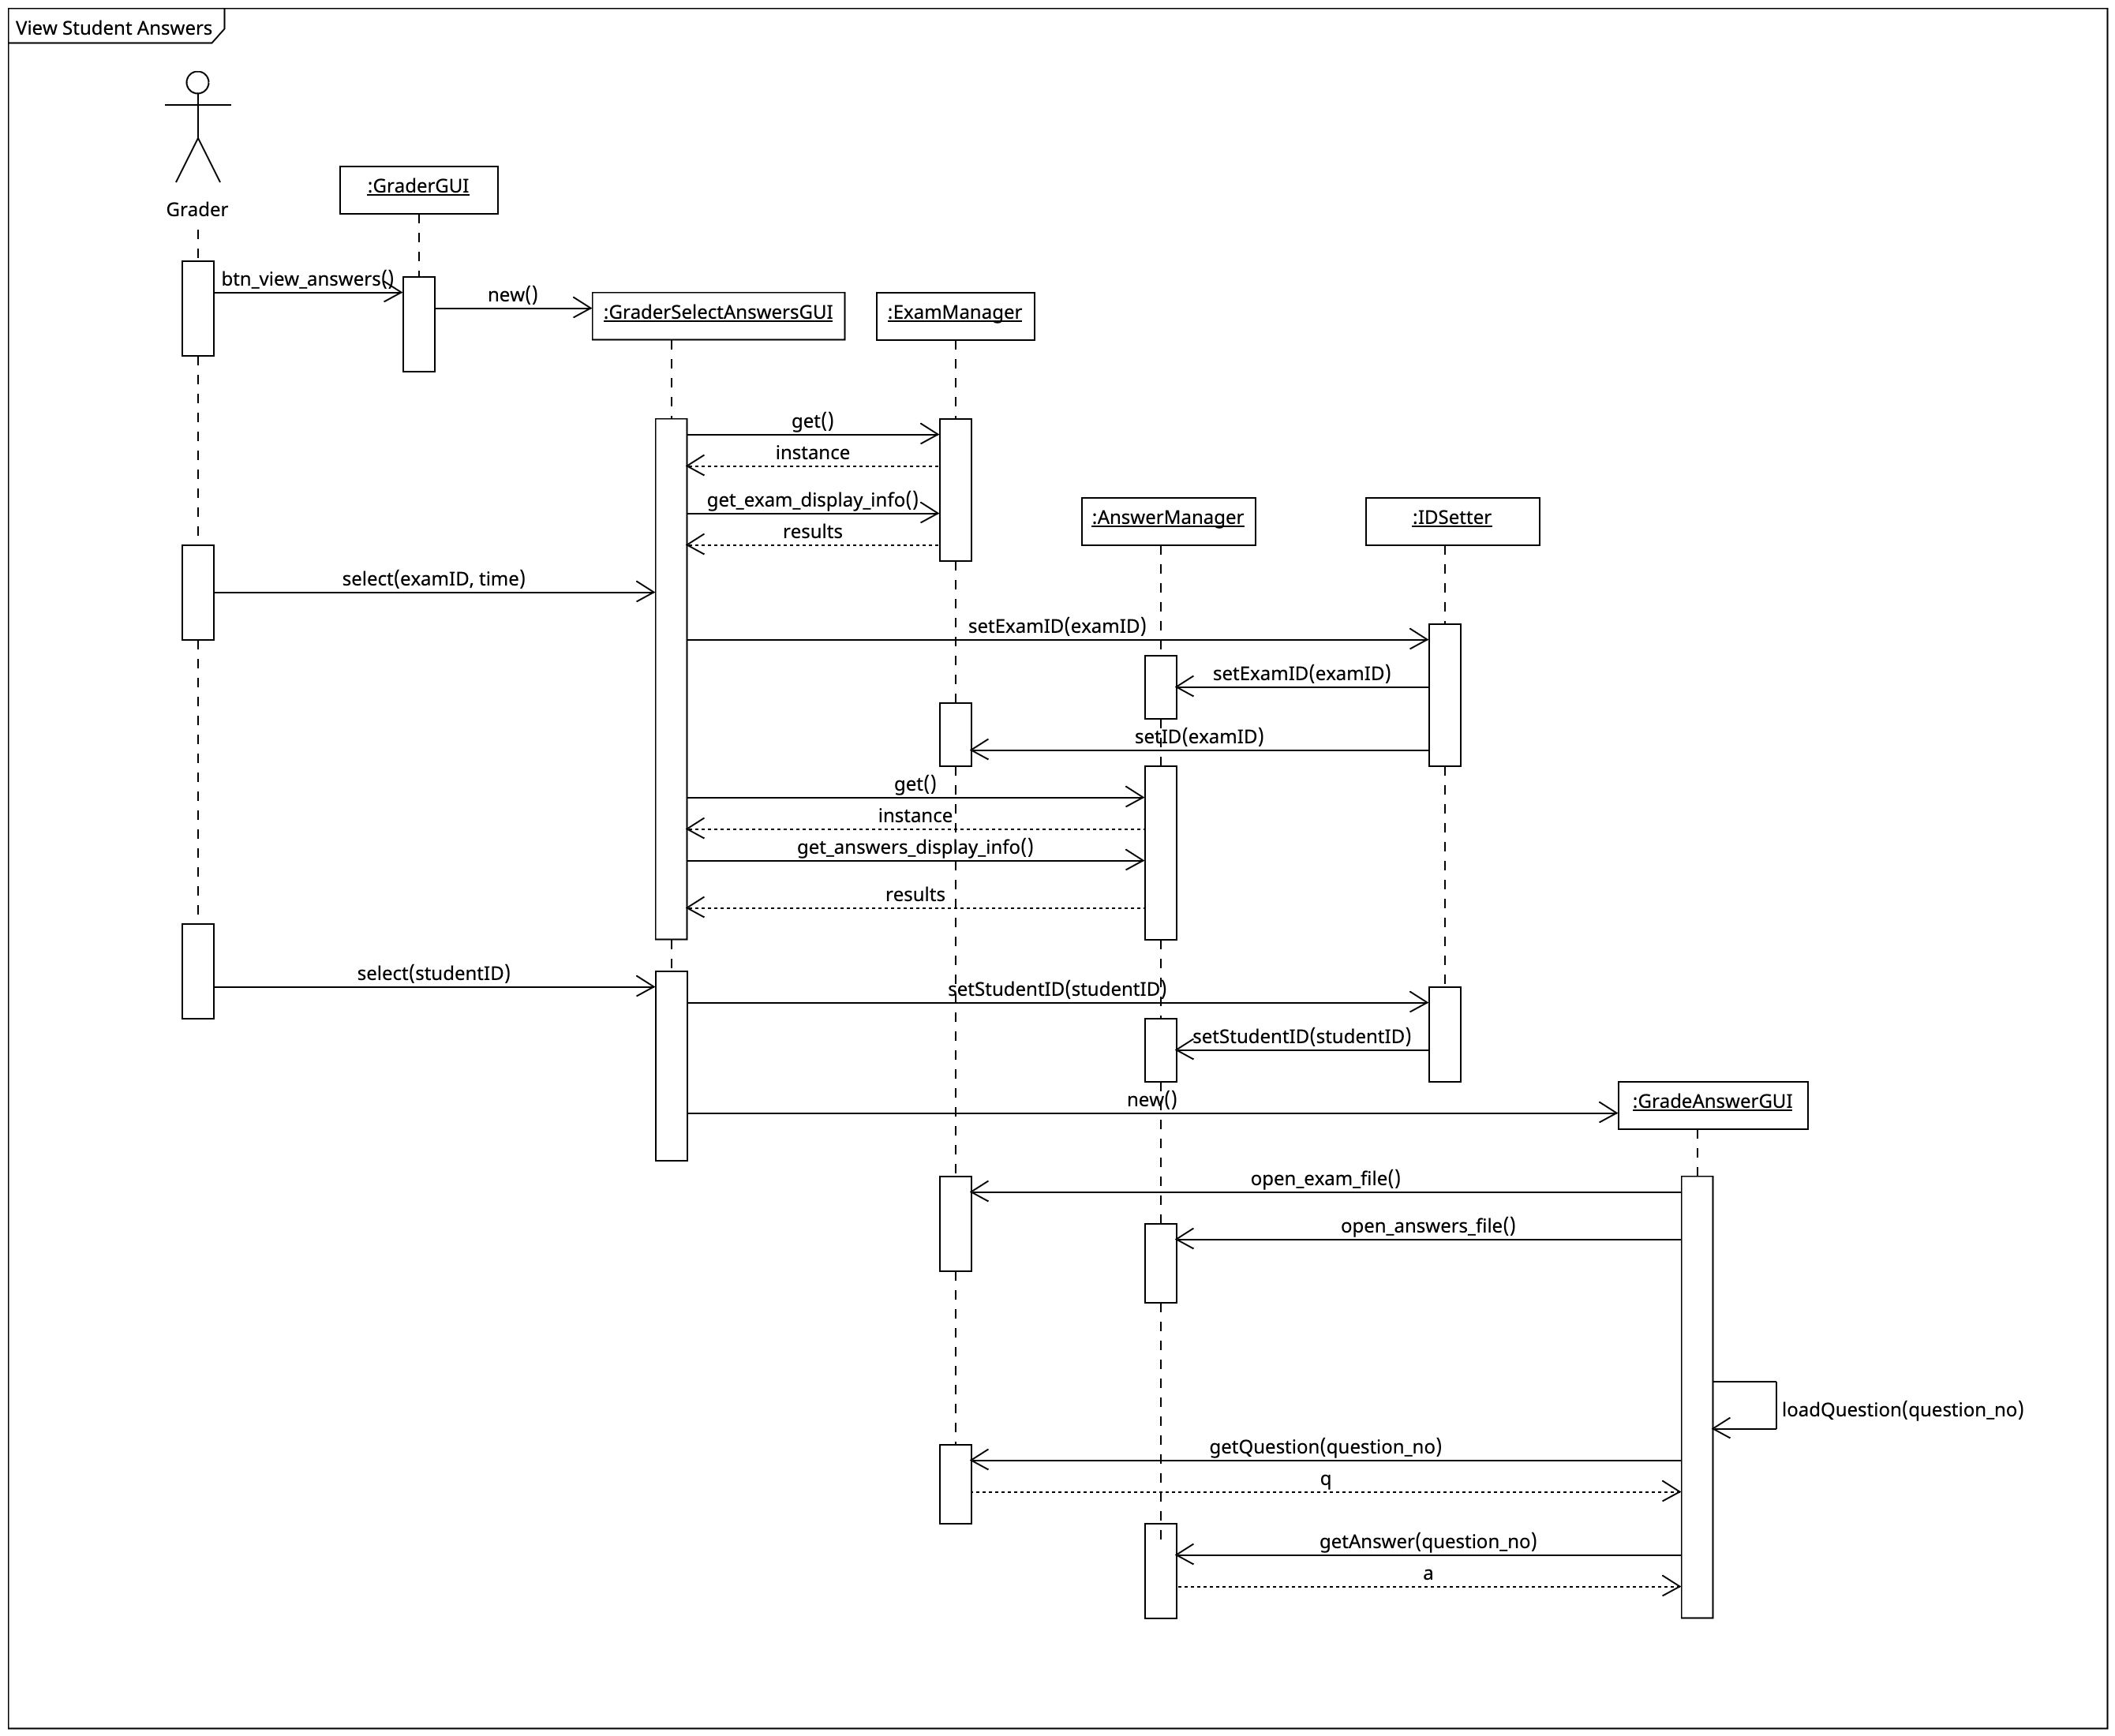 View Student Answers
:GraderGUI
Grader
btn_view_answers()
new()
:GraderSelectAnswersGUI
:ExamManager
get()
instance
get_exam_display_info()
:AnswerManager
:IDSetter
results
select(examID, time)
setExamID(examID)
setExamID(examID)
setID(examID)
get()
instance
get_answers_display_info()
results
select(studentID)
setStudentID(studentID)
setStudentID(studentID)
new()
:GradeAnswerGUI
open_exam_file()
open_answers_file()
loadQuestion(question_no)
getQuestion(question_no)
q
getAnswer(question_no)
a